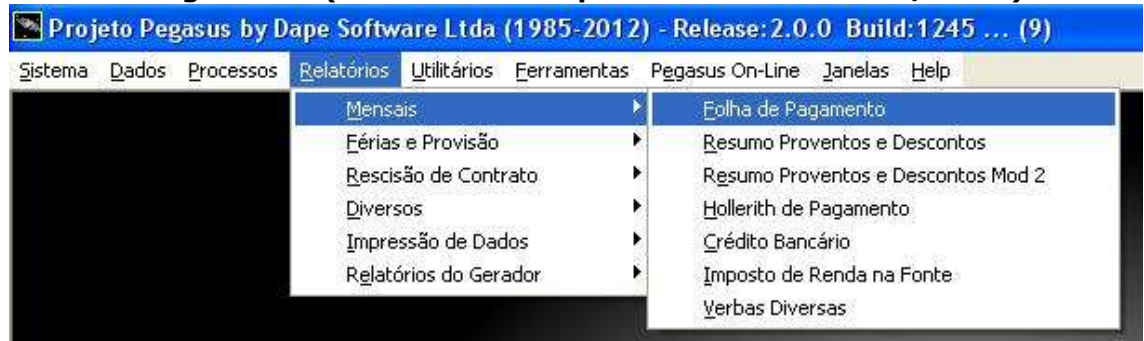 Projeto Pegasus by Dape Software Ltda (1985-2012) - Release:2.0.0 Build:1245 ... (9)
Sistema Dados Processos Relatórios Utilitários Ferramentas Pegasus On-Line Janelas Help
Mensais
Férias e Provisão
Rescisão de Contrato
Diversos
Impressão de Dados
Relatórios do Gerador
Folha de Pagamento
Resumo Proventos e Descontos
Resumo Proventos e Descontos Mod 2
Hollerith de Pagamento
Crédito Bancário
Imposto de Renda na Fonte
Verbas Diversas